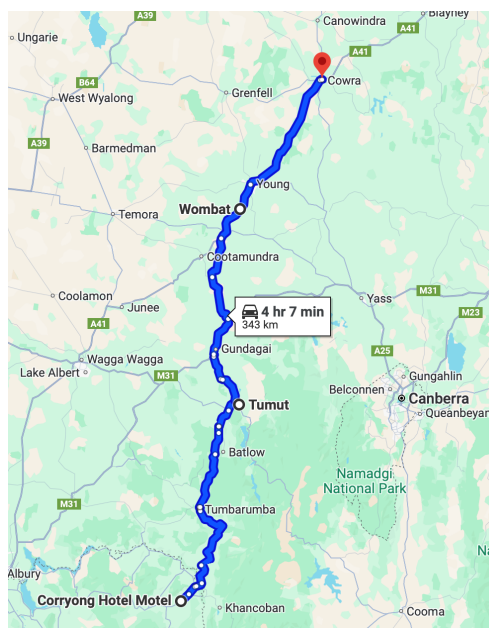 A39
Blayney
Canowindra
A41
Ungarie
A41
B64
Cowra
Grenfell
West Wyalong
A39
Barmedman
Young
Wombat
Temora
Cootamundra
M31
Coolamon
Yass
Junee
4 hr 7 min
343 km
M23
A41
Gundagai
A25
Wagga Wagga
Lake Albert
M31
Gungahlin
Belconnen
Canberra
Tumut
Queanbeyan
Batlow
Namadgi
National Park
M31
Tumbarumba
Na
Albury
Corryong Hotel Motel
Khancoban
Cooma